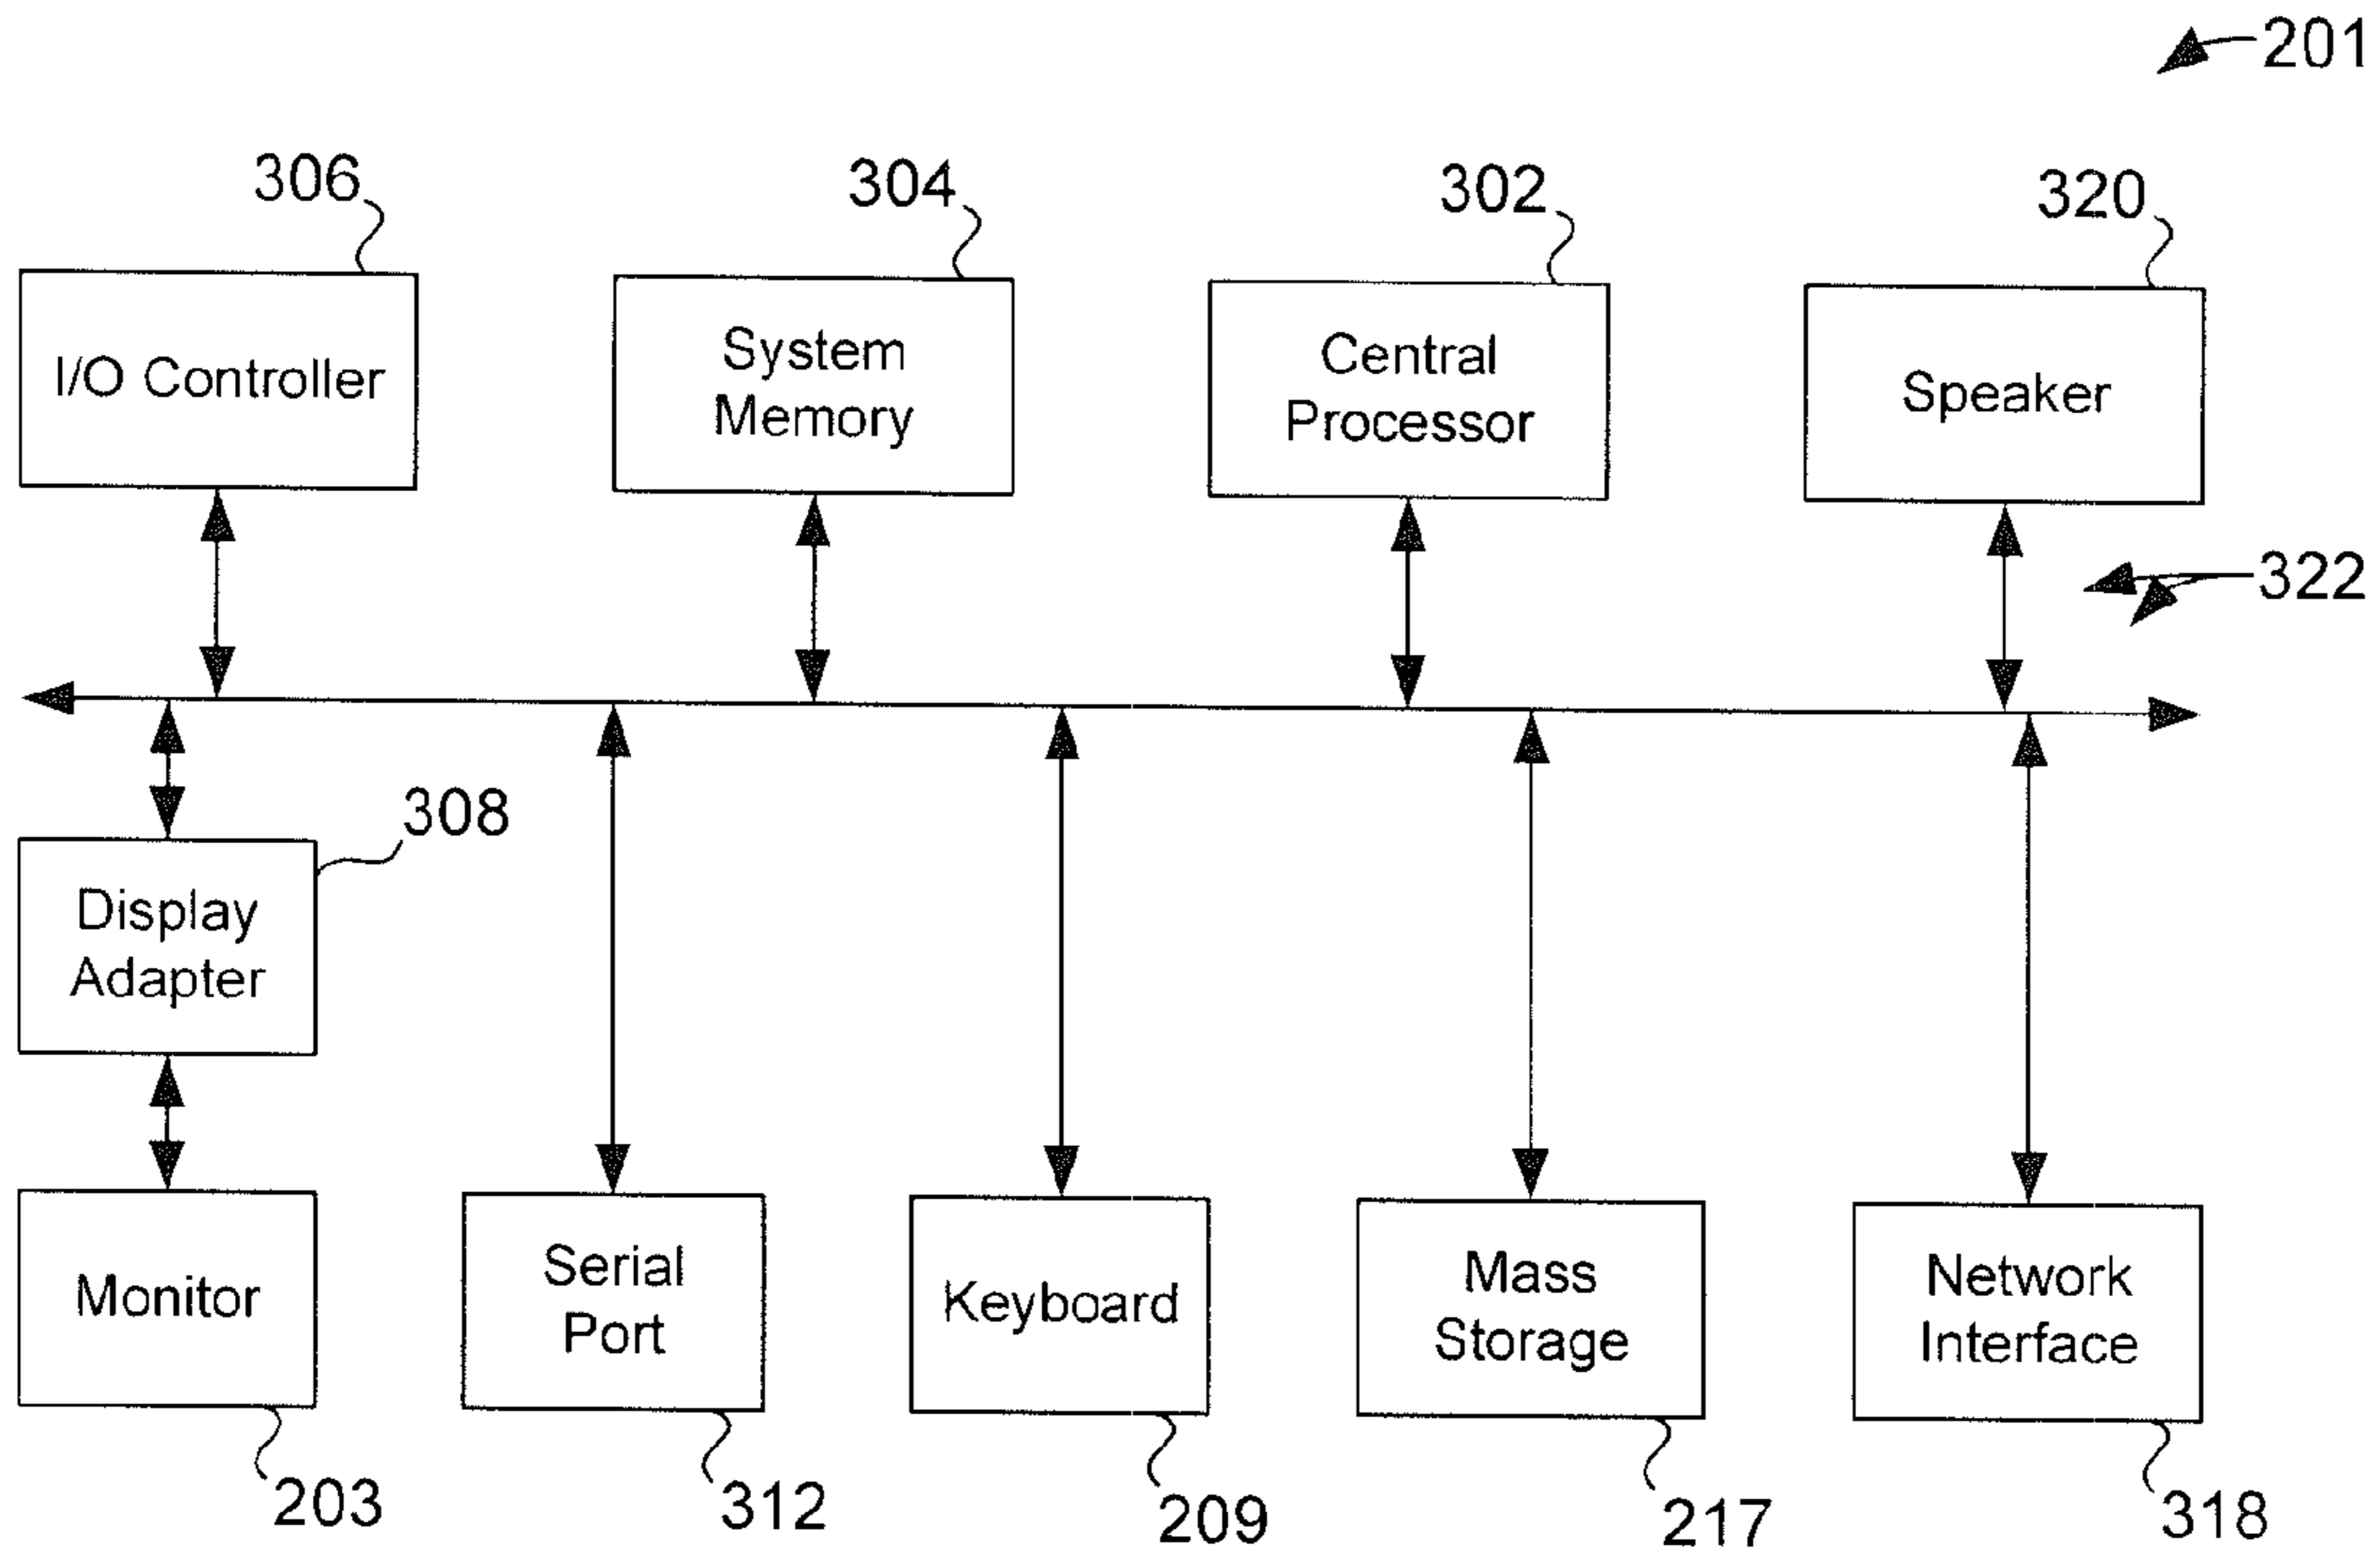 201
306
304
302
320
I/O Controller
System
Memory
Central
Processor
Speaker
322
308
Display
Adapter
Monitor
Serial
Port
Keyboard
Mass
Storage
Network
Interface
203
312
209
217
318